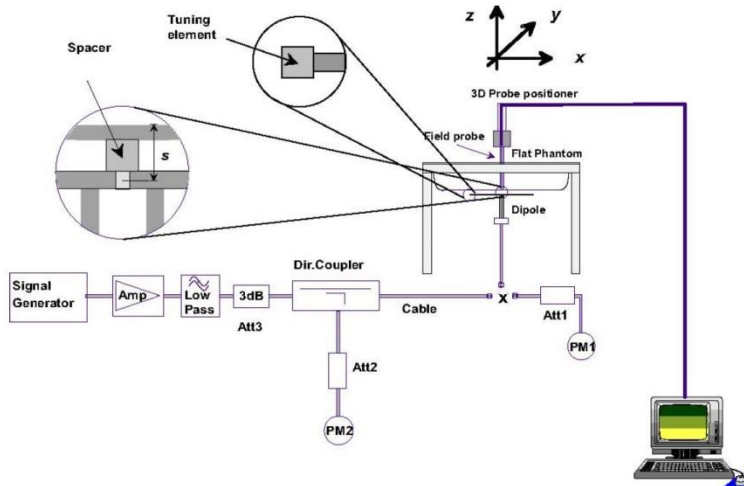 Tuning
element
Spacer
s
z
y
x
3D Probe positioner
Field probe
Flat Phantom
Dipole
Signal
Generator
Amp
Low
Pass
3dB
Att3
Dir.Coupler
Cable
x
Att1
PM1
Att2
PM2